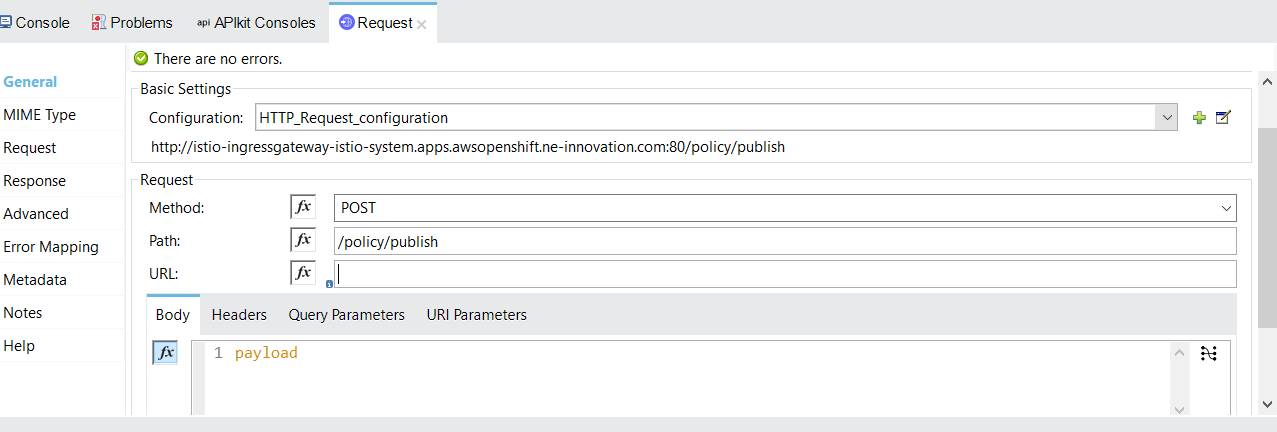 Console Problems api APIkit Consoles Request
There are no errors.
General
MIME Type
Request
Response
Advanced
Error Mapping
Metadata
Notes
Help
Basic Settings
Configuration: HTTP_Request_configuration
http://istio-ingressgateway-istio-system.apps.awsopenshift.ne-innovation.com:80/policy/publish
Request
Method: fx POST
Path: fx /policy/publish
URL: fx
Body Headers Query Parameters URI Parameters
fx 1 payload